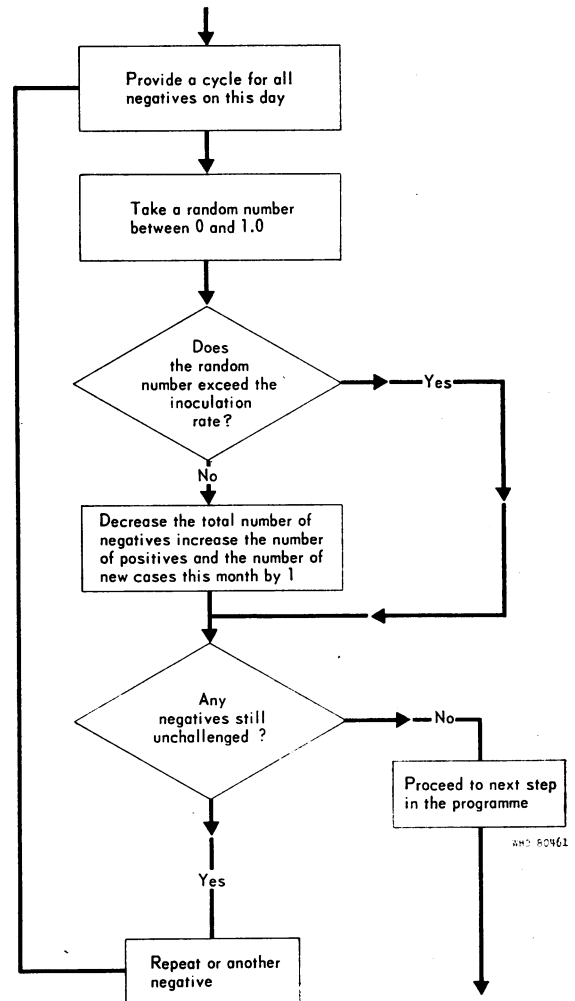 Provide a cycle for all
negatives on this day
Take a random number
between 0 and 1.0
Does
the random
number exceed the
inoculation
rate?
Yes
No
Decrease the total number of
negatives increase the number
of positives and the number of
new cases this month by 1
Any
negatives still
unchallenged ?
No
Proceed to next step
in the programme
WHO 80461
Yes
Repeat or another
negative